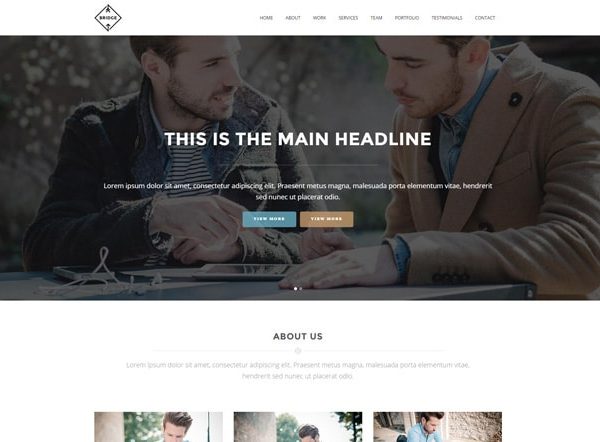 BRIDGE
HOME ABOUT WORK SERVICES TEAM PORTFOLIO TESTIMONIALS CONTACT
THIS IS THE MAIN HEADLINE
Lorem ipsum dolor sit amet, consectetur adipiscing elit. Praesent metus magna, malesuada porta elementum vitae, hendrerit
sed nunc ut placerat odio.
VIEW MORE VIEW MORE
ABOUT US
Lorem ipsum dolor sit amet, consectetur adipiscing elit. Praesent metus magna, malesuada porta elementum vitae,
hendrerit sed nunc ut placerat odio.